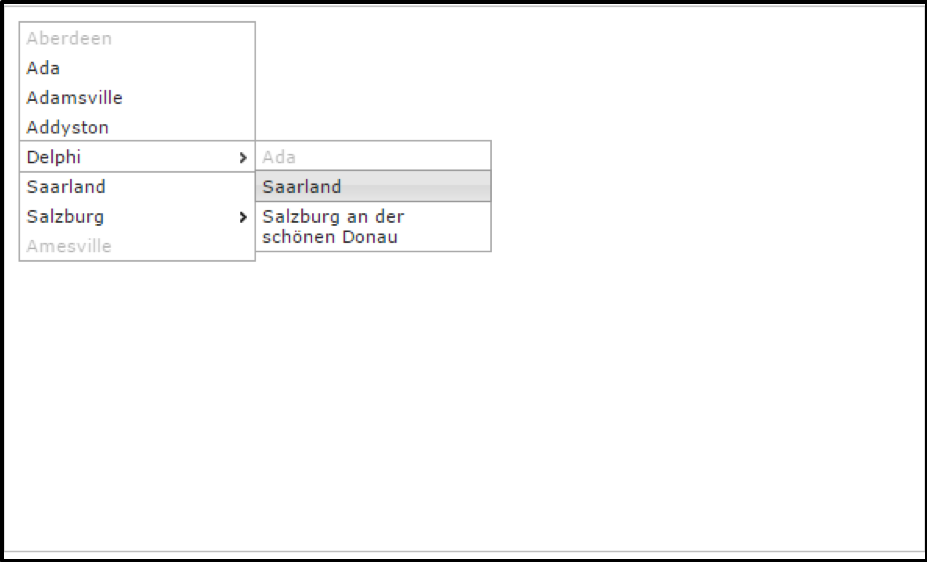 Aberdeen
Ada
Adamsville
Addyston
Delphi
Saarland
Salzburg
Amesville
Ada
Saarland
Salzburg an der
schönen Donau